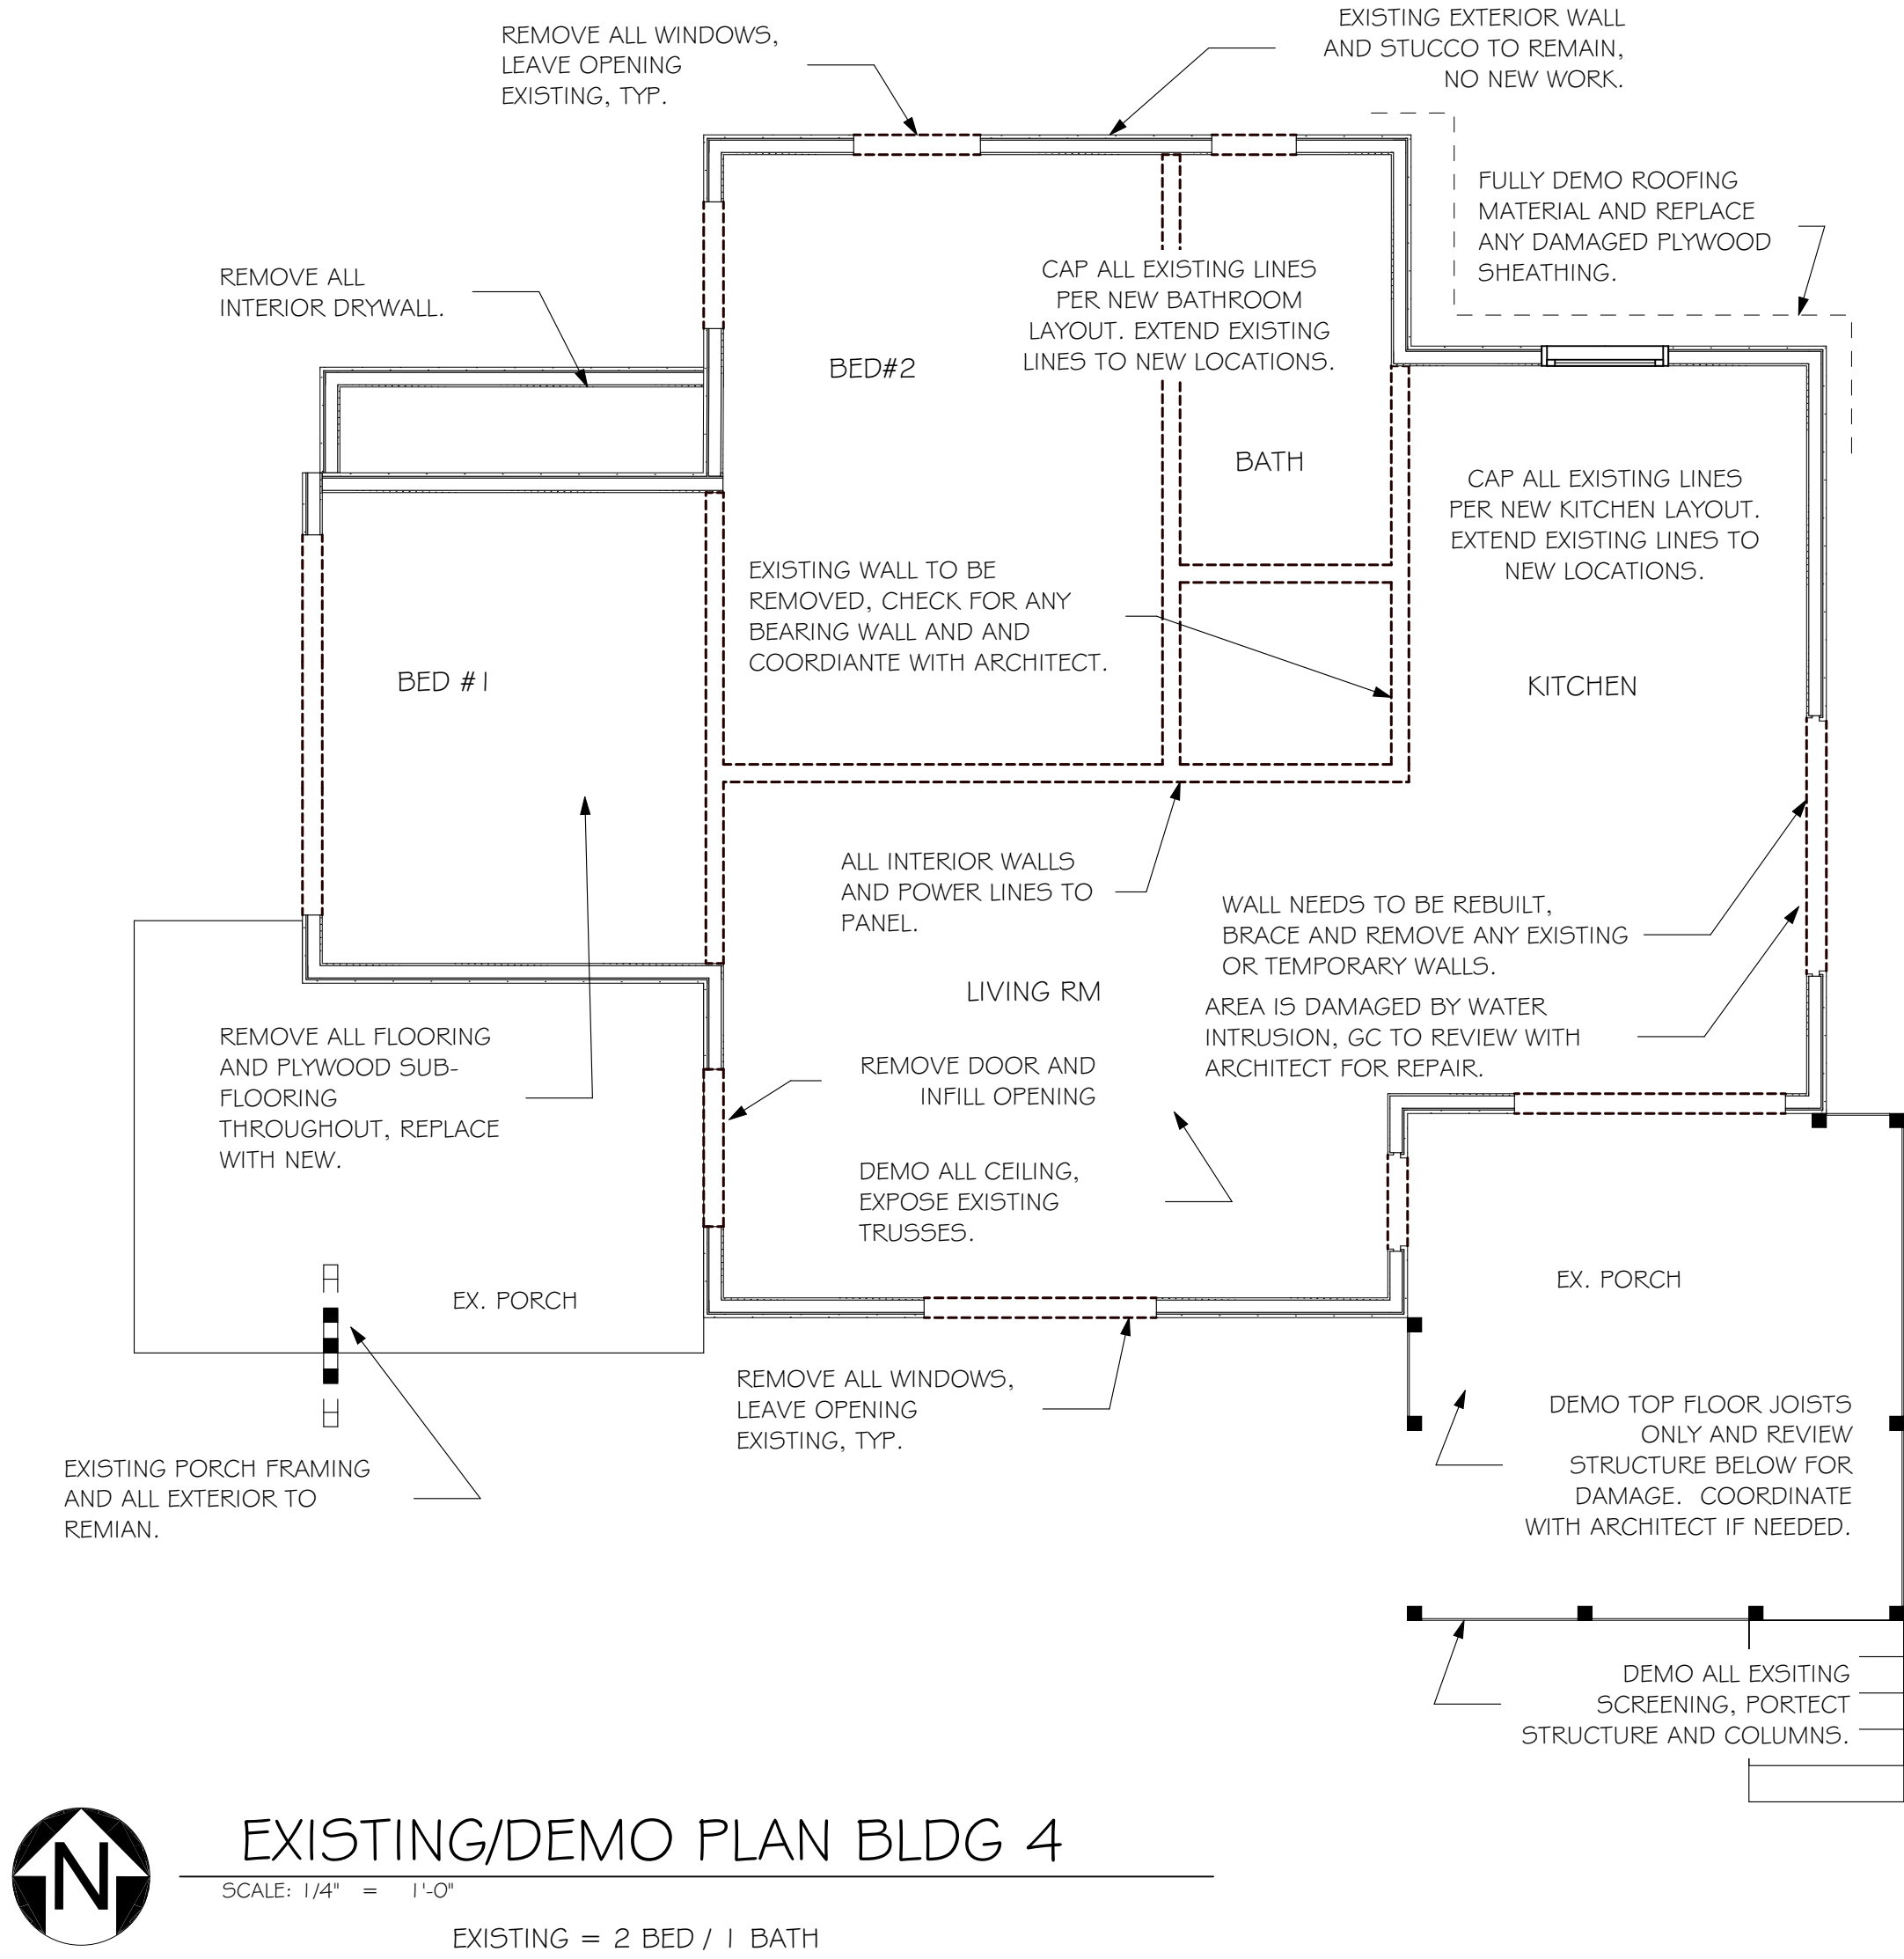 REMOVE ALL WINDOWS,
LEAVE OPENING
EXISTING, TYP.
EXISTING EXTERIOR WALL
AND STUCCO TO REMAIN,
NO NEW WORK.
FULLY DEMO ROOFING
MATERIAL AND REPLACE
ANY DAMAGED PLYWOOD
SHEATHING.
REMOVE ALL
INTERIOR DRYWALL.
CAP ALL EXISTING LINES
PER NEW BATHROOM
LAYOUT. EXTEND EXISTING
LINES TO NEW LOCATIONS.
BED#2
BATH
CAP ALL EXISTING LINES
PER NEW KITCHEN LAYOUT.
EXTEND EXISTING LINES TO
NEW LOCATIONS.
EXISTING WALL TO BE
REMOVED, CHECK FOR ANY
BEARING WALL AND AND
COORDIANTE WITH ARCHITECT.
BED #1
KITCHEN
ALL INTERIOR WALLS
AND POWER LINES TO
PANEL.
WALL NEEDS TO BE REBUILT,
BRACE AND REMOVE ANY EXISTING
OR TEMPORARY WALLS.
LIVING RM
AREA IS DAMAGED BY WATER
INTRUSION, GC TO REVIEW WITH
ARCHITECT FOR REPAIR.
REMOVE ALL FLOORING
AND PLYWOOD SUB-
FLOORING
THROUGHOUT, REPLACE
WITH NEW.
REMOVE DOOR AND
INFILL OPENING
DEMO ALL CEILING,
EXPOSE EXISTING
TRUSSES.
EX. PORCH
EX. PORCH
REMOVE ALL WINDOWS,
LEAVE OPENING
EXISTING, TYP.
DEMO TOP FLOOR JOISTS
ONLY AND REVIEW
STRUCTURE BELOW FOR
DAMAGE. COORDINATE
WITH ARCHITECT IF NEEDED.
EXISTING PORCH FRAMING
AND ALL EXTERIOR TO
REMIAN.
DEMO ALL EXSITING
SCREENING, PORTECT
STRUCTURE AND COLUMNS.
N
EXISTING/DEMO PLAN BLDG 4
SCALE: 1/4" = 1'-0"
EXISTING = 2 BED / 1 BATH